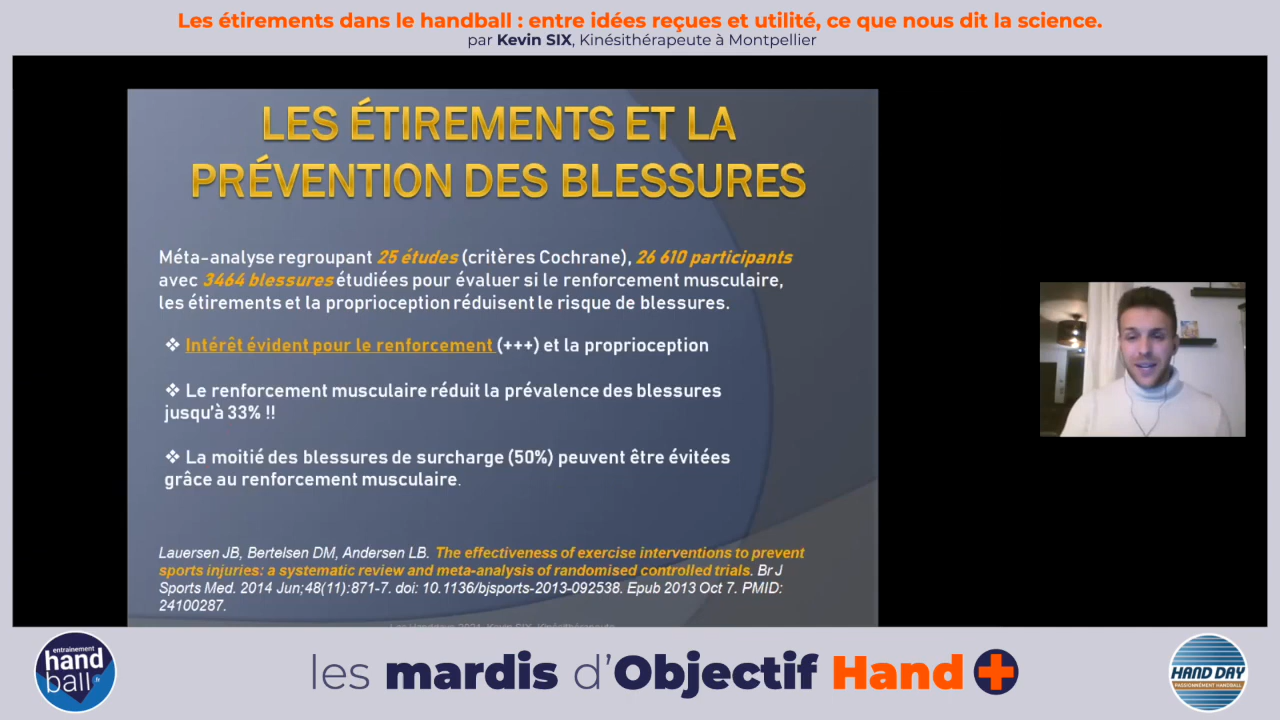 Les étirements dans le handball : entre idées reçues et utilité, ce que nous dit la science.
par Kevin SIX, Kinésithérapeute à Montpellier
LES ÉTIREMENTS ET LA
PRÉVENTION DES BLESSURES
Méta-analyse regroupant 25 études (critères Cochrane), 26 610 participants
avec 3464 blessures étudiées pour évaluer si le renforcement musculaire,
les étirements et la proprioception réduisent le risque de blessures.
❖ Intérêt évident pour le renforcement (+++) et la proprioception
❖ Le renforcement musculaire réduit la prévalence des blessures
jusqu'à 33% !!
❖ La moitié des blessures de surcharge (50%) peuvent être évitées
grâce au renforcement musculaire.
Lauersen JB, Bertelsen DM, Andersen LB. The effectiveness of exercise interventions to prevent
sports injuries: a systematic review and meta-analysis of randomised controlled trials. Br J
Sports Med. 2014 Jun;48(11):871-7. doi: 10.1136/bjsports-2013-092538. Epub 2013 Oct 7. PMID:
24100287.
entrainement
hand
ball.fr
les mardis d'Objectif Hand+
HAND DAY
PASSIONNÉMENT HANDBALL